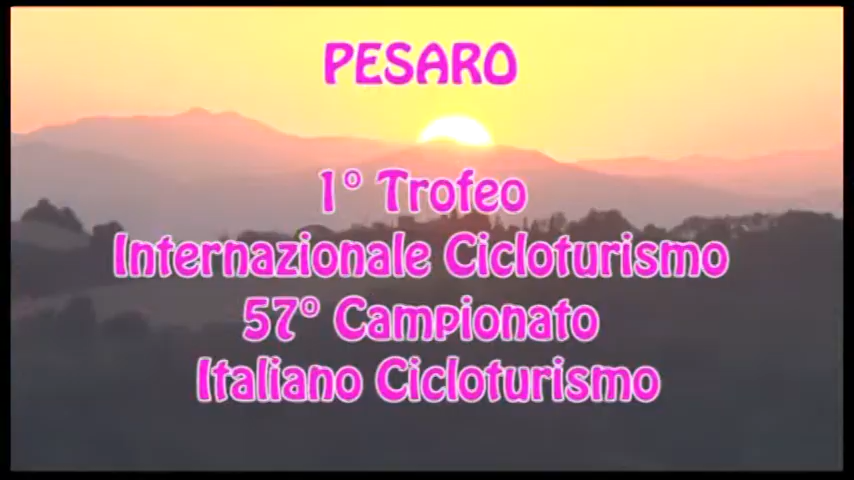 PESARO
1° Trofeo
Internazionale Cicloturismo
57° Campionato
Italiano Cicloturismo